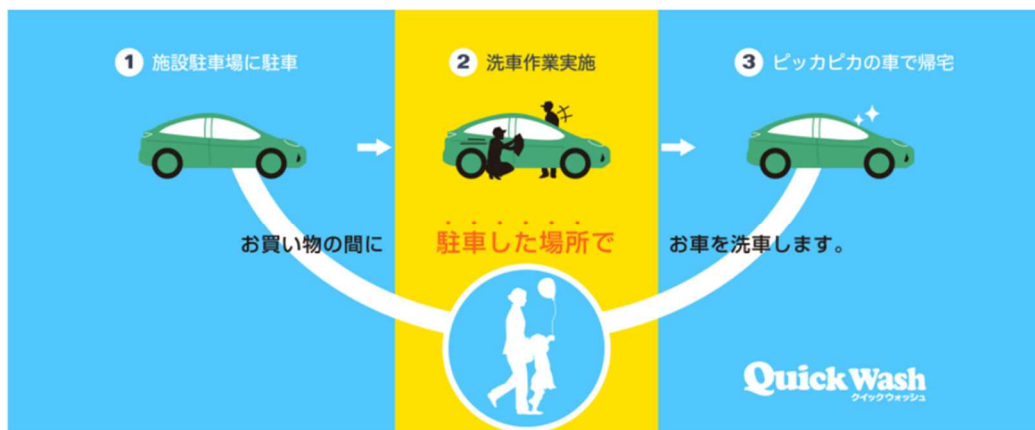 1 施設駐車場に駐車
2 洗車作業実施
3 ピッカピカの車で帰宅
お買い物の間に 駐車した場所で お車を洗車します。
Quick Wash
クイックウォッシュ